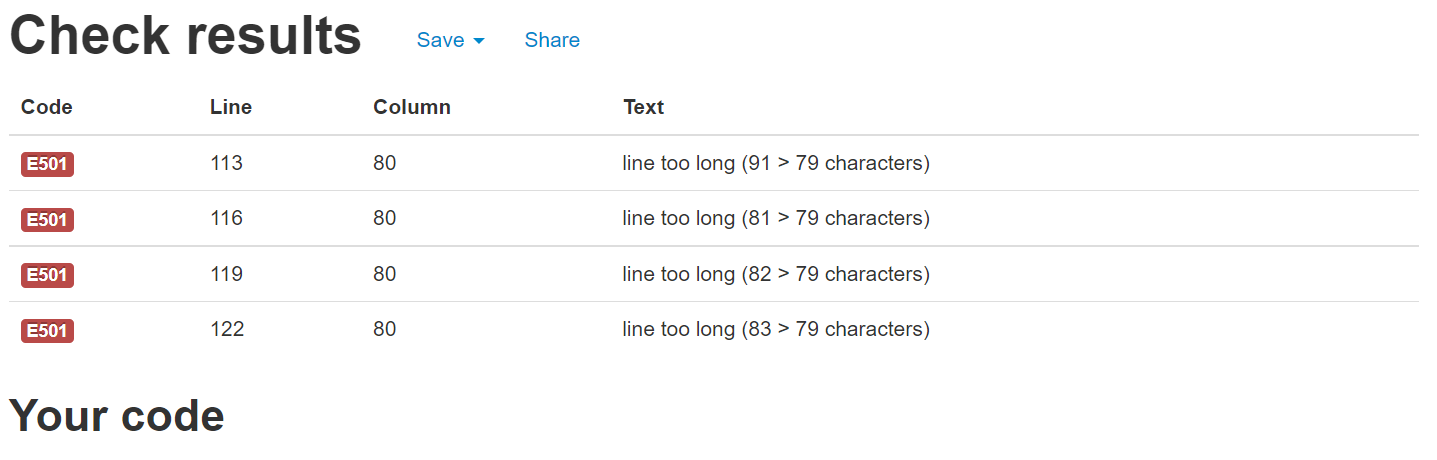 Check results Save Share
Code Line Column Text
E501 113 80 line too long (91 > 79 characters)
E501 116 80 line too long (81 > 79 characters)
E501 119 80 line too long (82 > 79 characters)
E501 122 80 line too long (83 > 79 characters)
Your code